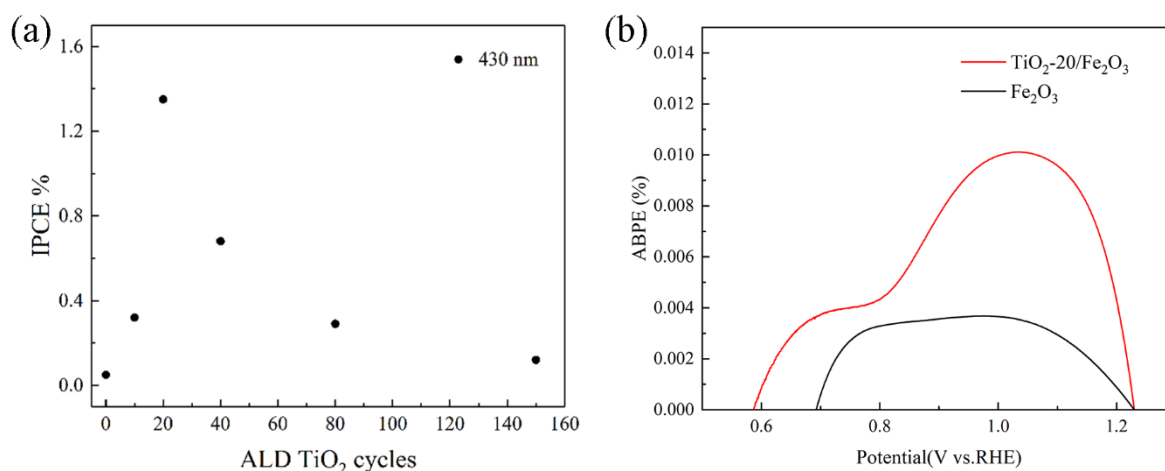 (a)
IPCE %
1.6
1.2
0.8
0.4
0.0
430 nm
0 20 40 60 80 100 120 140 160
ALD TiO₂ cycles
(b)
ABPE (%)
0.014
0.012
0.010
0.008
0.006
0.004
0.002
0.000
TiO₂-20/Fe₂O₃
Fe₂O₃
0.6 0.8 1.0 1.2
Potential(V vs.RHE)